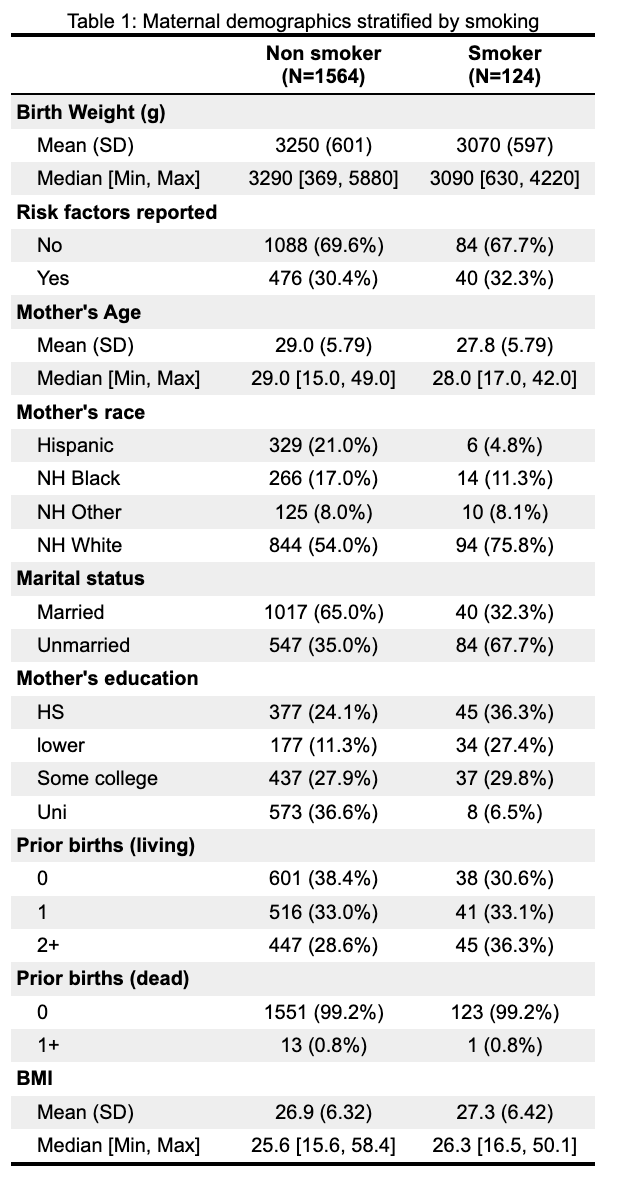 Table 1: Maternal demographics stratified by smoking
Non smoker Smoker
(N=1564) (N=124)
Birth Weight (g)
Mean (SD) 3250 (601) 3070 (597)
Median [Min, Max] 3290 [369, 5880] 3090 [630, 4220]
Risk factors reported
No 1088 (69.6%) 84 (67.7%)
Yes 476 (30.4%) 40 (32.3%)
Mother's Age
Mean (SD) 29.0 (5.79) 27.8 (5.79)
Median [Min, Max] 29.0 [15.0, 49.0] 28.0 [17.0, 42.0]
Mother's race
Hispanic 329 (21.0%) 6 (4.8%)
NH Black 266 (17.0%) 14 (11.3%)
NH Other 125 (8.0%) 10 (8.1%)
NH White 844 (54.0%) 94 (75.8%)
Marital status
Married 1017 (65.0%) 40 (32.3%)
Unmarried 547 (35.0%) 84 (67.7%)
Mother's education
HS 377 (24.1%) 45 (36.3%)
lower 177 (11.3%) 34 (27.4%)
Some college 437 (27.9%) 37 (29.8%)
Uni 573 (36.6%) 8 (6.5%)
Prior births (living)
0 601 (38.4%) 38 (30.6%)
1 516 (33.0%) 41 (33.1%)
2+ 447 (28.6%) 45 (36.3%)
Prior births (dead)
0 1551 (99.2%) 123 (99.2%)
1+ 13 (0.8%) 1 (0.8%)
BMI
Mean (SD) 26.9 (6.32) 27.3 (6.42)
Median [Min, Max] 25.6 [15.6, 58.4] 26.3 [16.5, 50.1]